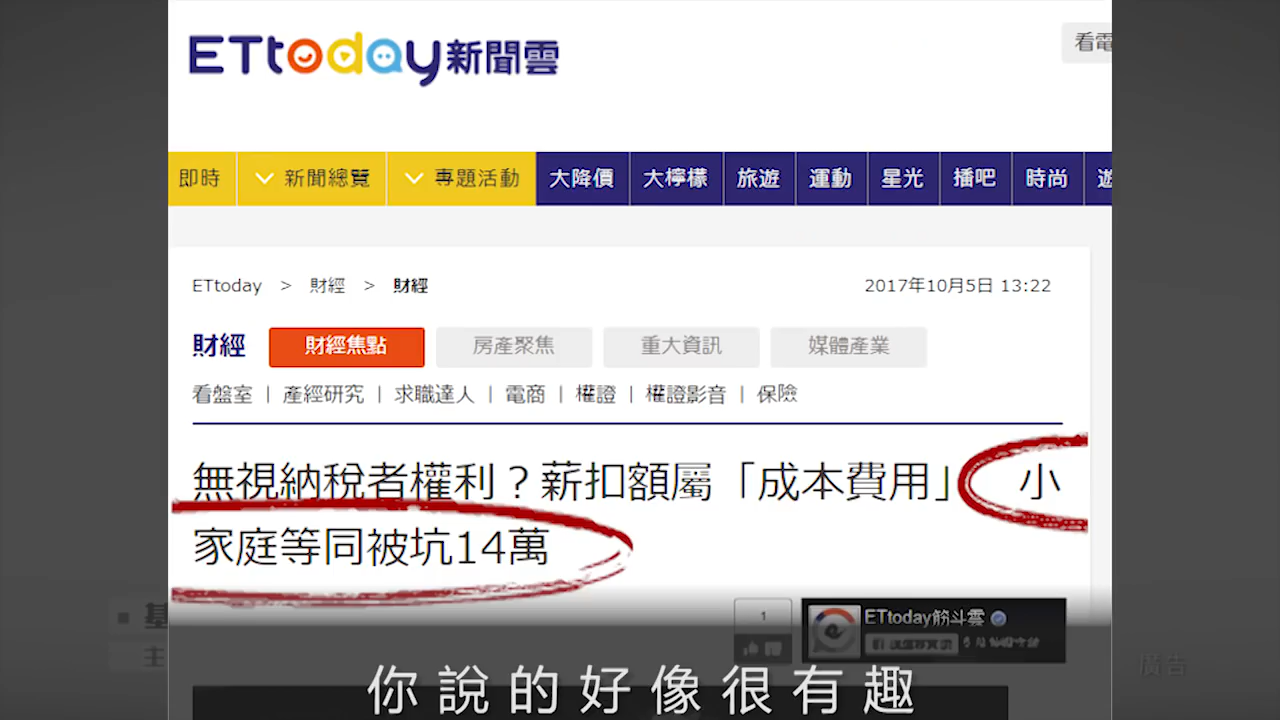 ETtoday新聞雲
看電
即時 新聞總覽 專題活動 大降價 大檸檬 旅遊 運動 星光 播吧 時尚 遊
ETtoday > 財經 > 財經 2017年10月5日 13:22
財經 財經焦點 房產聚焦 重大資訊 媒體產業
看盤室 | 產經研究 | 求職達人 | 電商 | 權證 | 權證影音 | 保險
無視納稅者權利？薪扣額屬「成本費用」 小
家庭等同被坑14萬
1
ETtoday筋斗雲
基
主
廣告
你說的好像很有趣